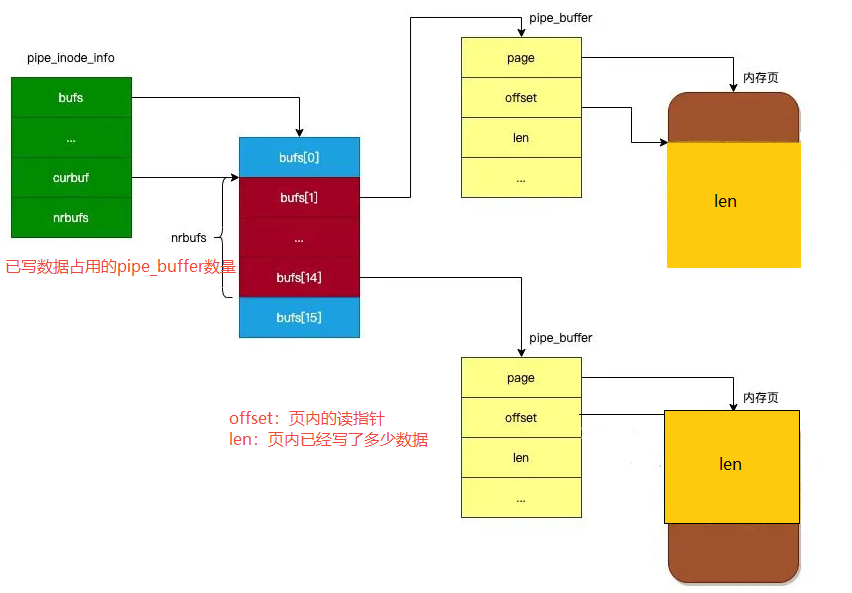 pipe_inode_info
bufs
...
curbuf
nrbufs
已写数据占用的pipe_buffer数量
bufs[0]
bufs[1]
...
bufs[14]
bufs[15]
nrbufs
pipe_buffer
page
offset
len
...
内存页
len
offset：页内的读指针
len：页内已经写了多少数据
pipe_buffer
page
offset
len
...
内存页
len